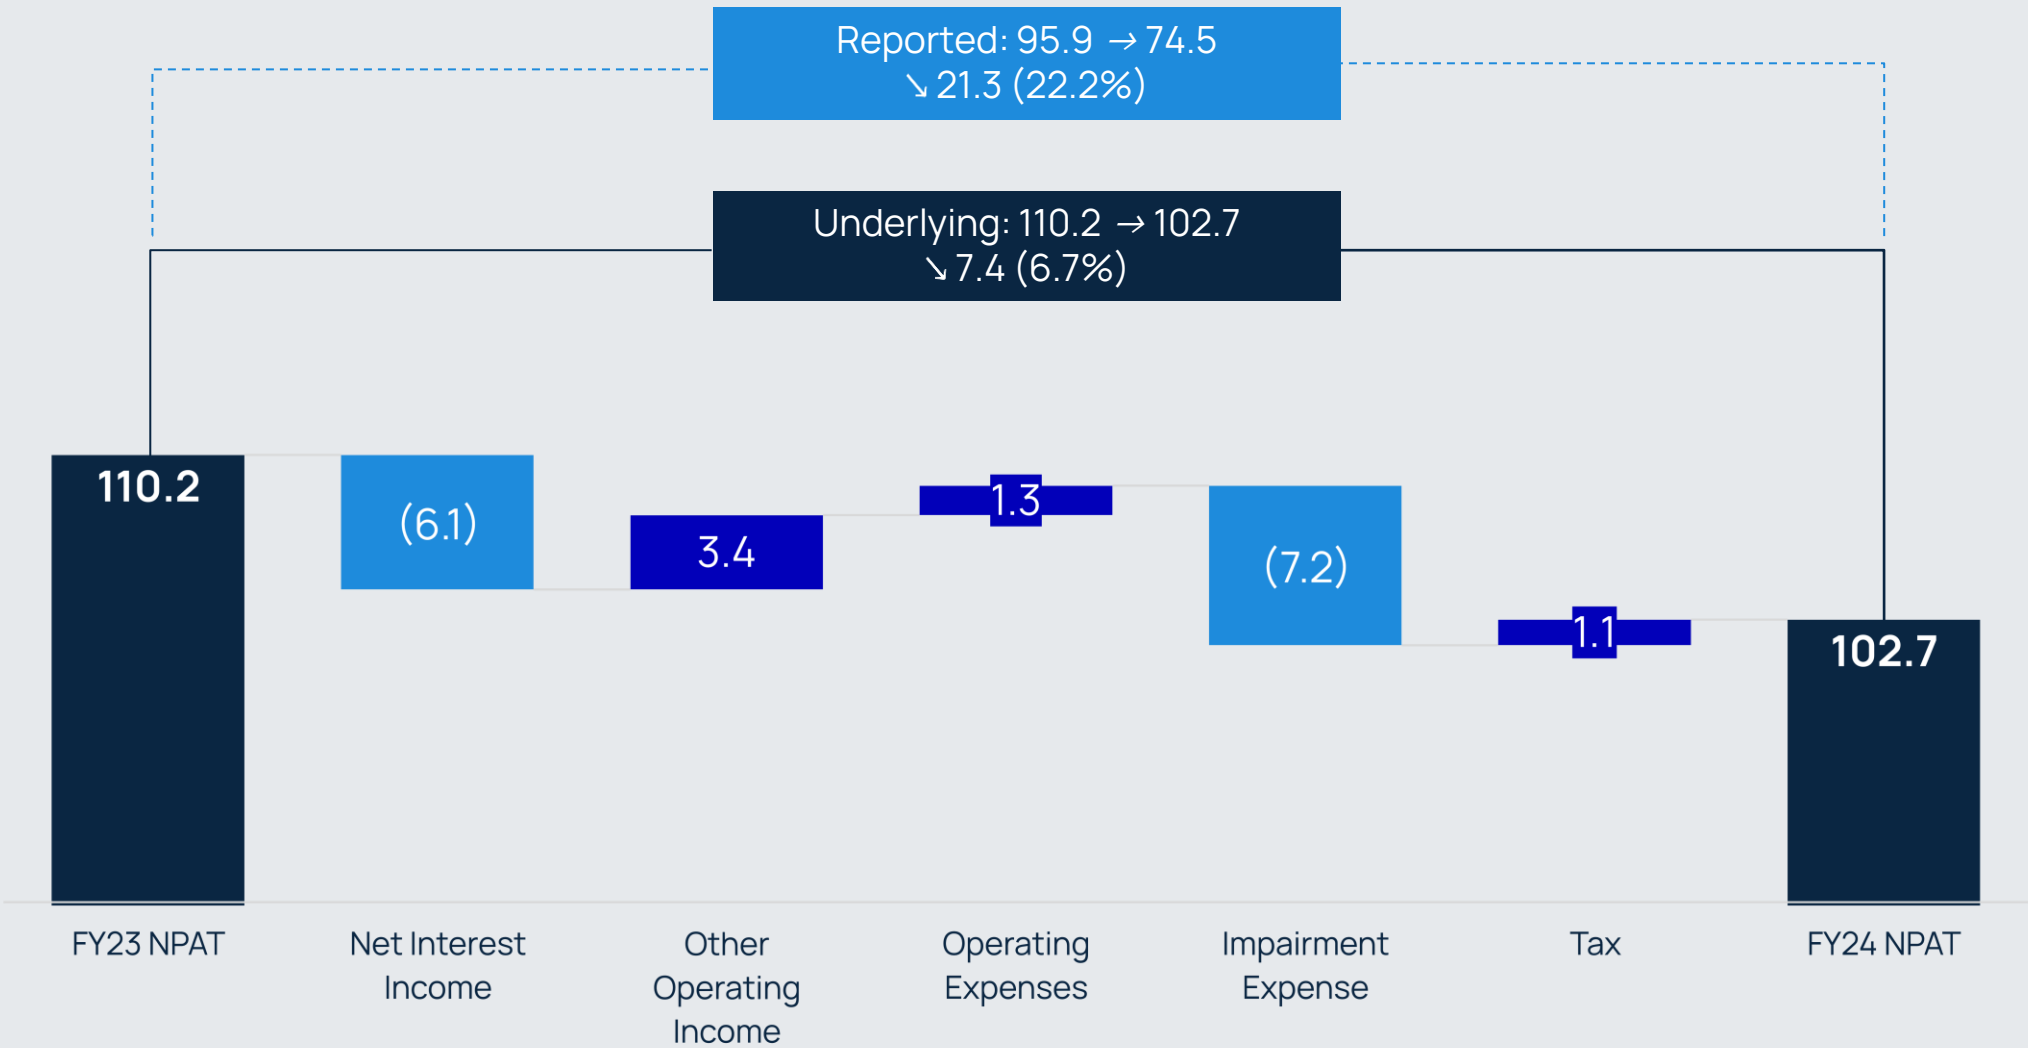 Reported: 95.9 → 74.5
↘ 21.3 (22.2%)
Underlying: 110.2 → 102.7
↘ 7.4 (6.7%)
110.2
(6.1)
3.4
1.3
(7.2)
1.1
102.7
FY23 NPAT
Net Interest
Income
Other
Operating
Income
Operating
Expenses
Impairment
Expense
Tax
FY24 NPAT